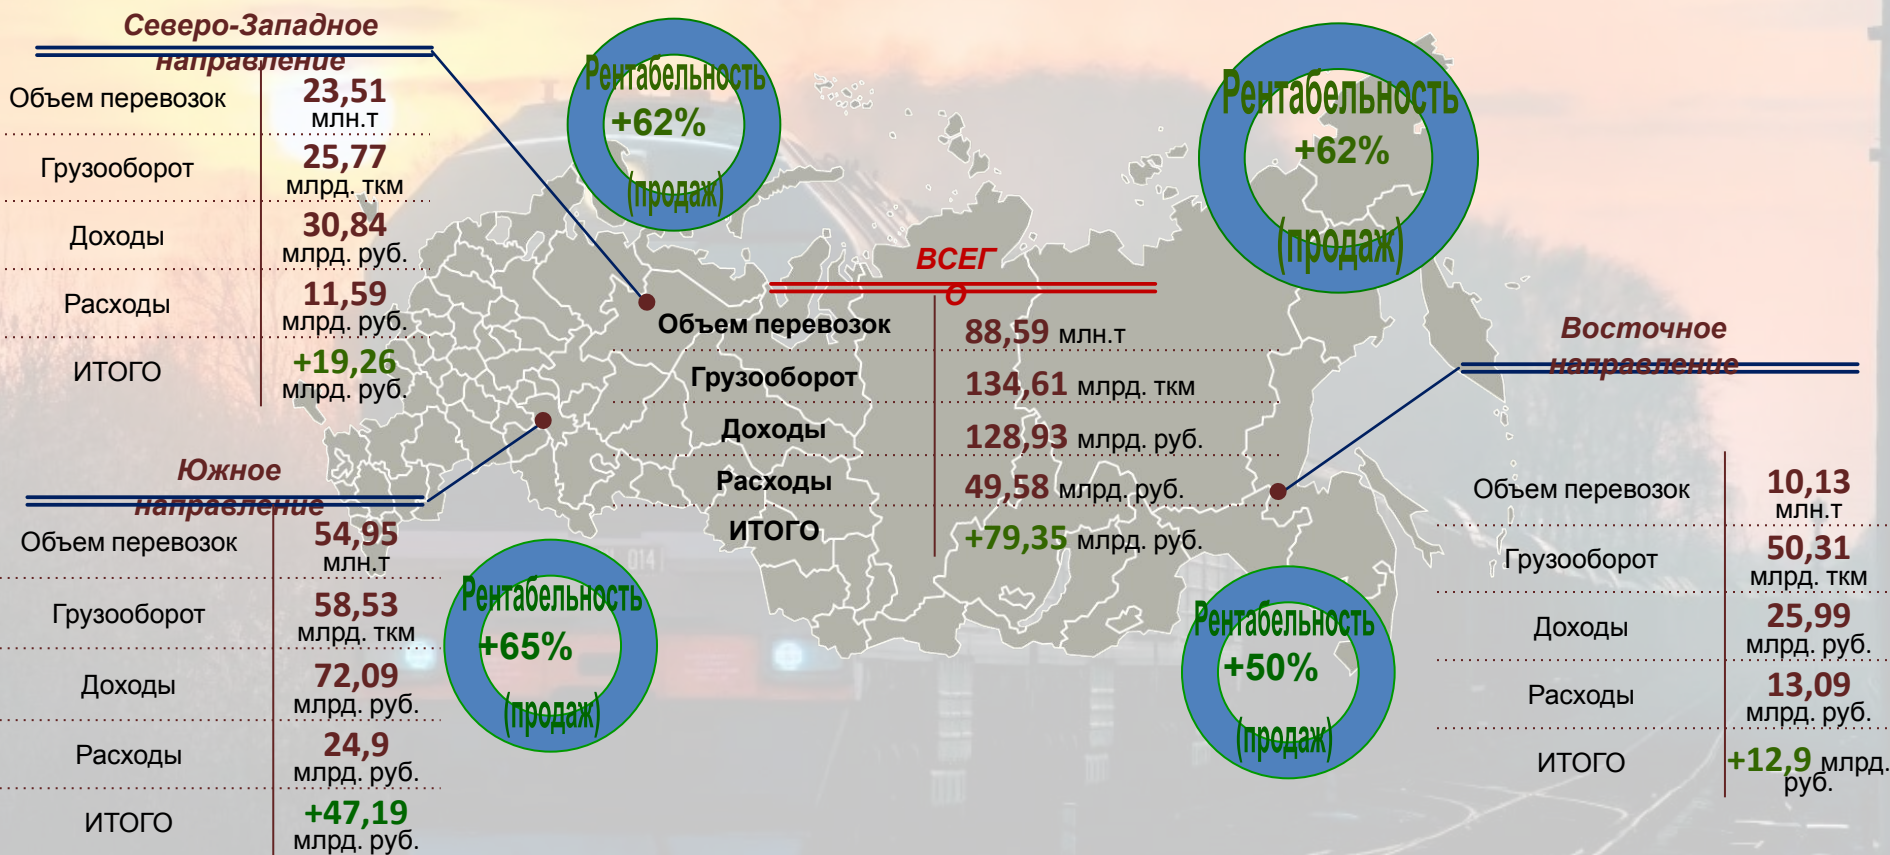 Северо-Западное
направление
Объем перевозок
23,51
млн.т
Грузооборот
25,77
млрд. ткм
Доходы
30,84
млрд. руб.
Расходы
11,59
млрд. руб.
ИТОГО
+19,26
млрд. руб.
Рентабельность
+62%
(продаж)
Рентабельность
+62%
(продаж)
ВСЕГ
О
Объем перевозок
88,59 млн.т
Грузооборот
134,61 млрд. ткм
Доходы
128,93 млрд. руб.
Расходы
49,58 млрд. руб.
ИТОГО
+79,35 млрд. руб.
Южное
направление
Объем перевозок
54,95
млн.т
Грузооборот
58,53
млрд. ткм
Доходы
72,09
млрд. руб.
Расходы
24,9
млрд. руб.
ИТОГО
+47,19
млрд. руб.
014
Рентабельность
+65%
(продаж)
Рентабельность
+50%
(продаж)
Восточное
направление
Объем перевозок
10,13
млн.т
Грузооборот
50,31
млрд. ткм
Доходы
25,99
млрд. руб.
Расходы
13,09
млрд. руб.
ИТОГО
+12,9 млрд.
руб.